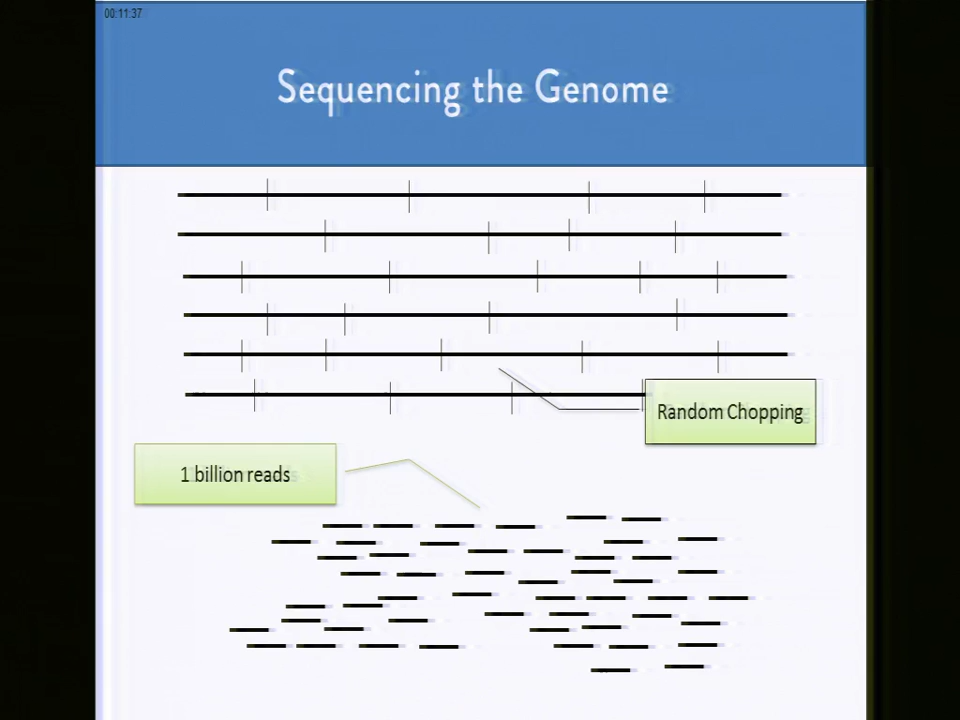 00:11:37
Sequencing the Genome
Random Chopping
1 billion reads